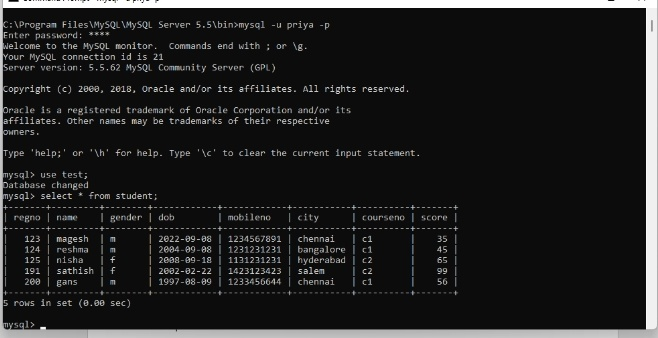 C:\Program Files\MySQL\MySQL Server 5.5\bin>mysql -u priya -p
Enter password: ****
Welcome to the MySQL monitor.  Commands end with ; or \g.
Your MySQL connection id is 21
Server version: 5.5.62 MySQL Community Server (GPL)
Copyright (c) 2000, 2018, Oracle and/or its affiliates. All rights reserved.
Oracle is a registered trademark of Oracle Corporation and/or its
affiliates. Other names may be trademarks of their respective
owners.
Type 'help;' or '\h' for help. Type '\c' to clear the current input statement.
mysql> use test;
Database changed
mysql> select * from student;
+-------+---------+--------+------------+------------+-----------+----------+-------+
| regno | name    | gender | dob        | mobileno   | city      | courseno | score |
+-------+---------+--------+------------+------------+-----------+----------+-------+
|   123 | magesh  | m      | 2022-09-08 | 1234567891 | chennai   | c1       |    35 |
|   124 | reshma  | m      | 2004-09-08 | 1231231231 | bangalore | c1       |    45 |
|   125 | nisha   | f      | 2008-09-18 | 1131231231 | hyderabad | c2       |    65 |
|   191 | sathish | f      | 2002-02-22 | 1423123423 | salem     | c2       |    99 |
|   200 | gans    | m      | 1997-08-09 | 1233456644 | chennai   | c1       |    56 |
+-------+---------+--------+------------+------------+-----------+----------+-------+
5 rows in set (0.00 sec)
mysql>